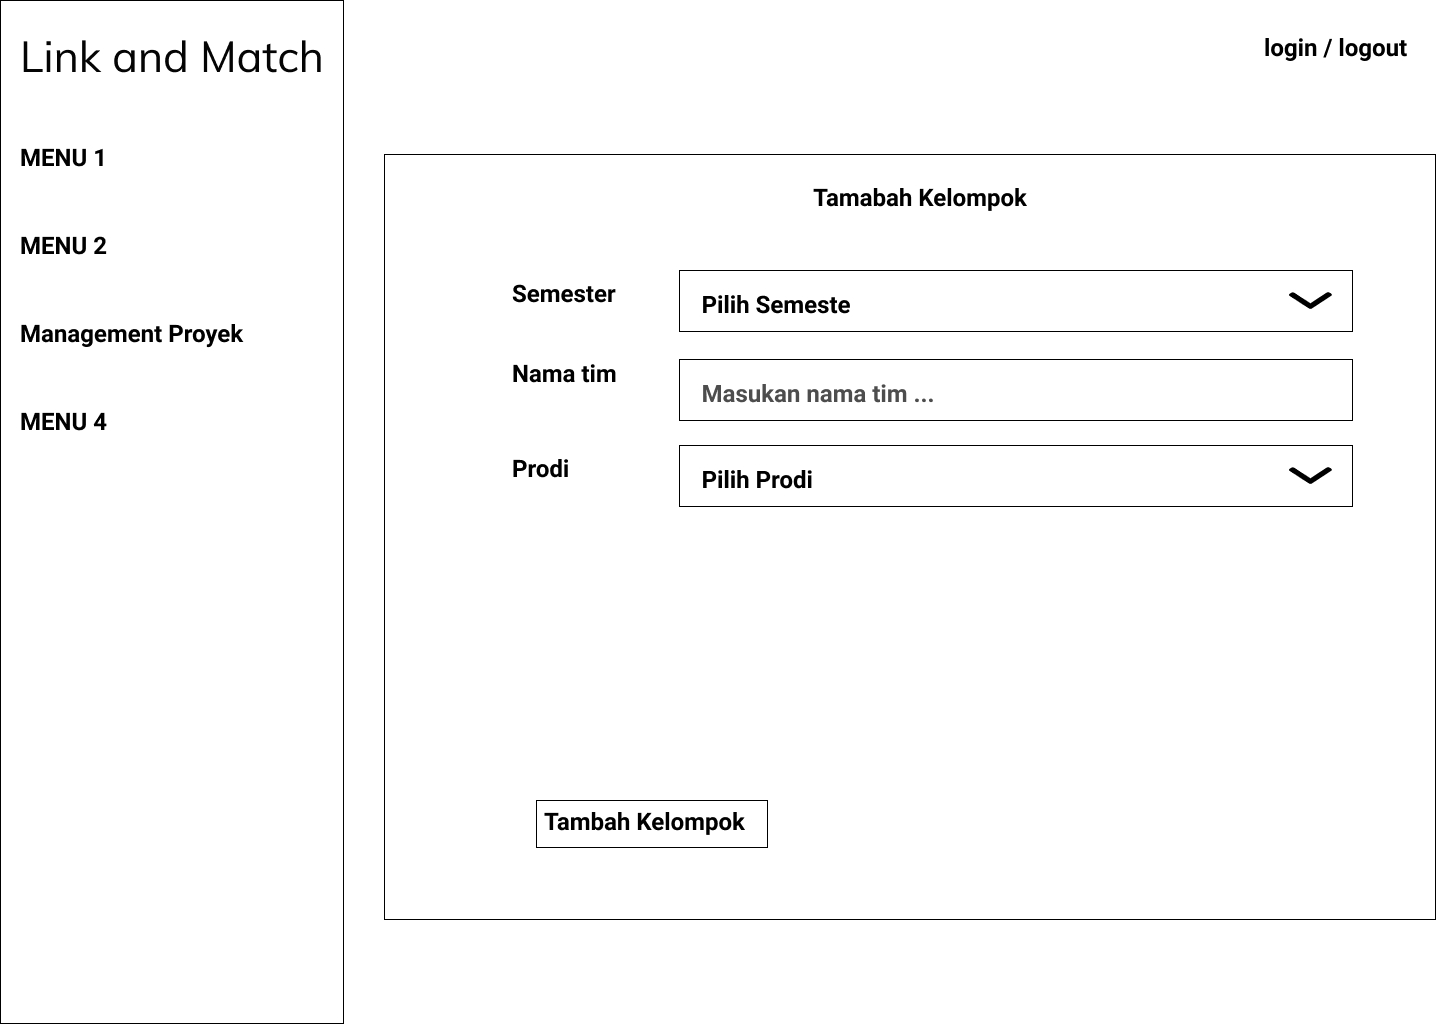 Link and Match
login / logout
MENU 1
MENU 2
Management Proyek
MENU 4
Tamabah Kelompok
Semester
Pilih Semeste
Nama tim
Masukan nama tim ...
Prodi
Pilih Prodi
Tambah Kelompok